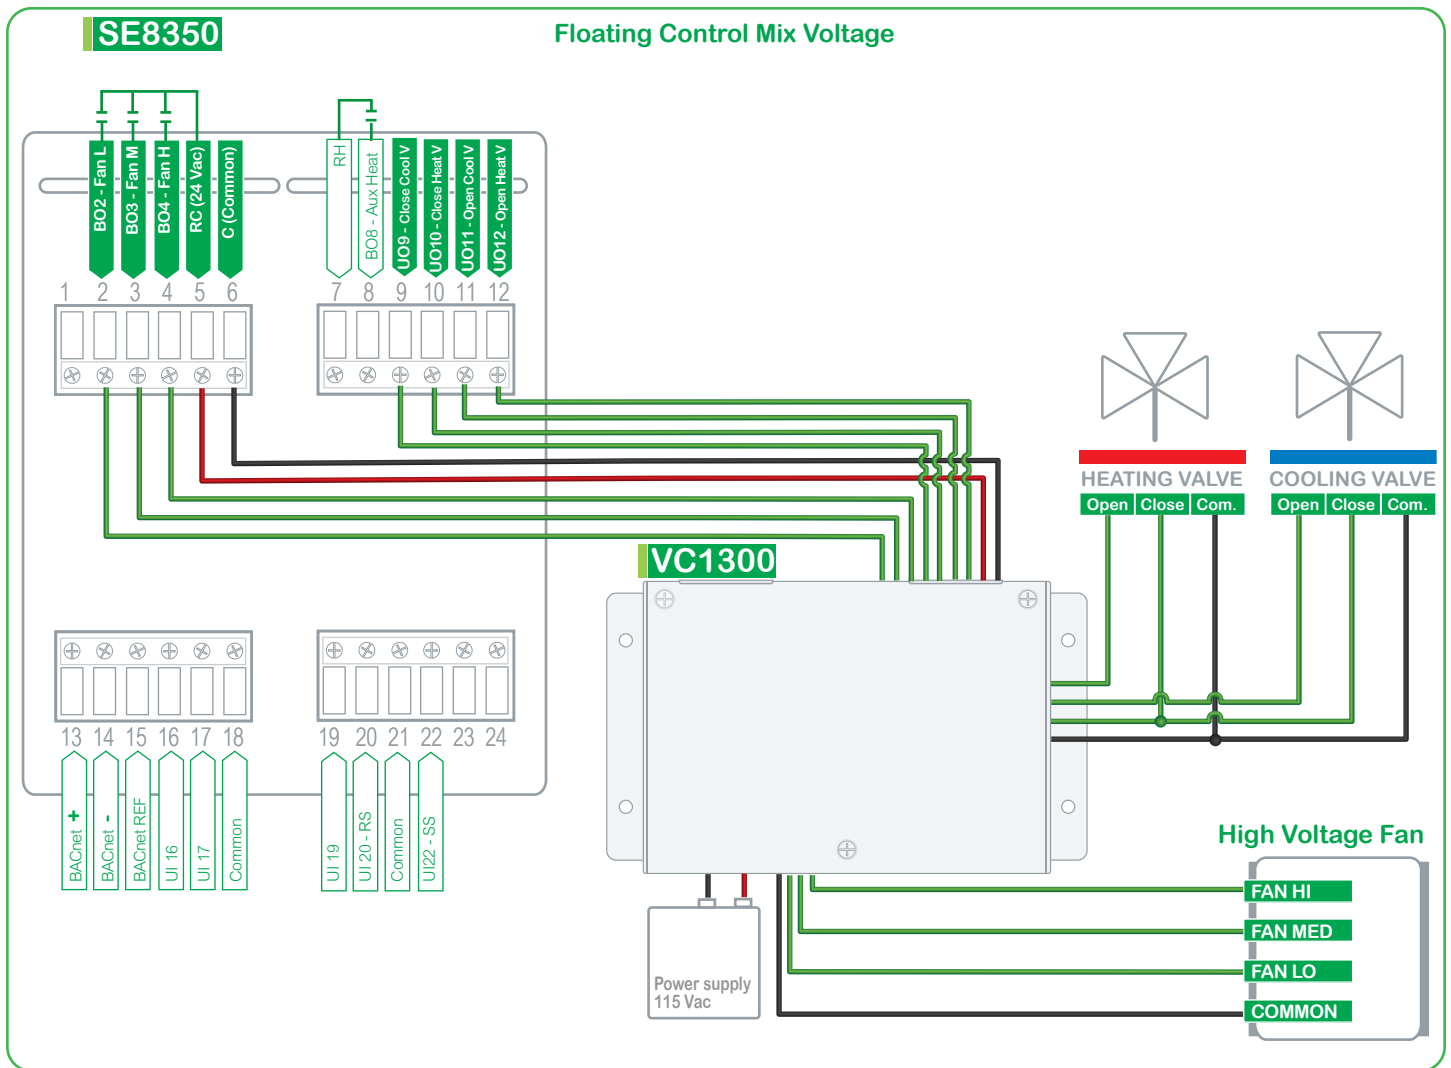 SE8350
Floating Control Mix Voltage
BO2 - Fan L
BO3 - Fan M
BO4 - Fan H
RC (24 Vac)
C (Common)
RH
BO8 - Aux Heat
UO9 - Close Cool V
UO10 - Close Heat V
UO11 - Open Cool V
UO12 - Open Heat V
1 2 3 4 5 6
7 8 9 10 11 12
HEATING VALVE
Open Close Com.
COOLING VALVE
Open Close Com.
VC1300
13 14 15 16 17 18
19 20 21 22 23 24
BACnet +
BACnet -
BACnet REF
UI 16
UI 17
Common
UI 19
UI 20 - RS
Common
UI22 - SS
High Voltage Fan
FAN HI
FAN MED
FAN LO
COMMON
Power supply
115 Vac